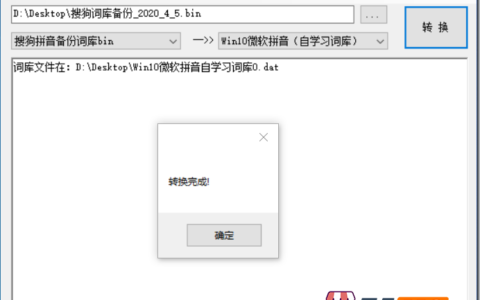 D:\Desktop\搜狗词库备份_2020_4_5.bin
...
转 换
搜狗拼音备份词库bin
—>>
Win10微软拼音（自学习词库）
词库文件在：D:\Desktop\Win10微软拼音自学习词库0.dat
转换完成!
确定